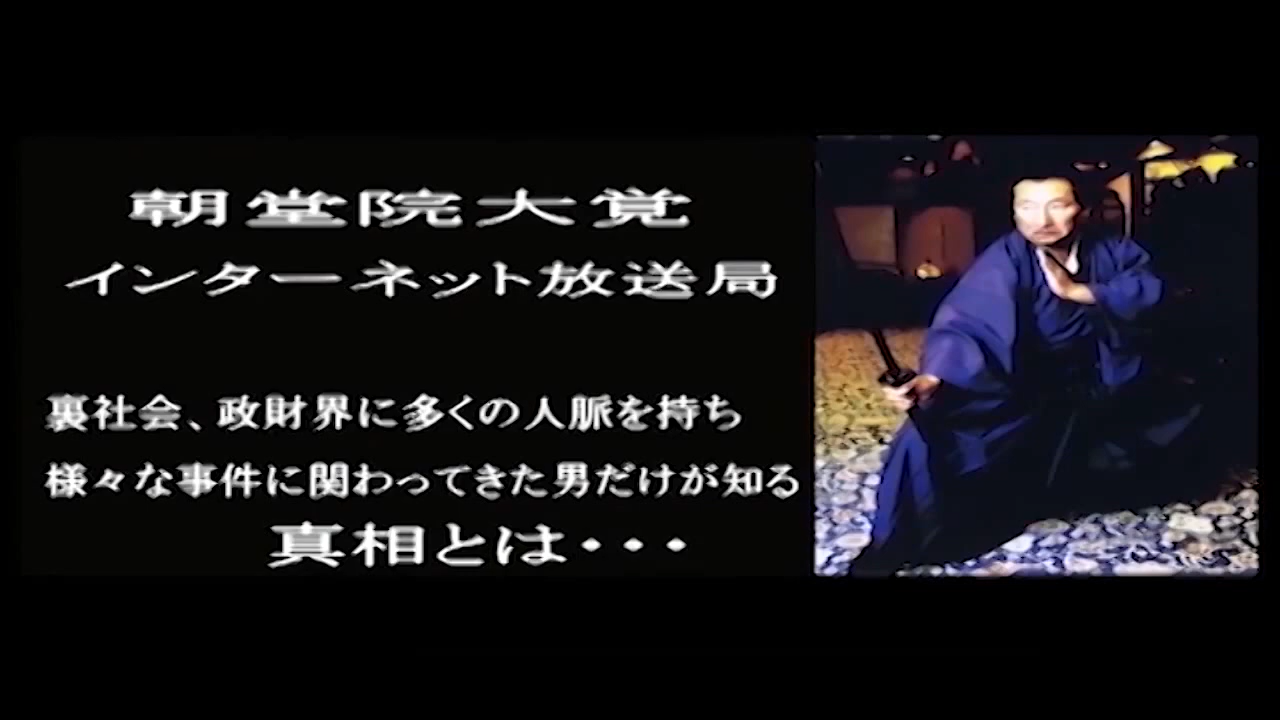 朝堂院大覚
インターネット放送局
裏社会、政財界に多くの人脈を持ち
様々な事件に関わってきた男だけが知る
真相とは・・・